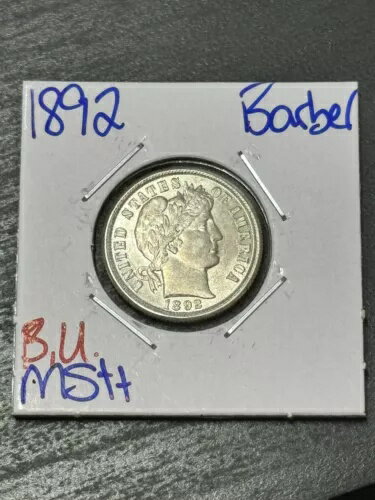 1892 Barber
UNITED STATES OF AMERICA
1892
B.U.
MS++